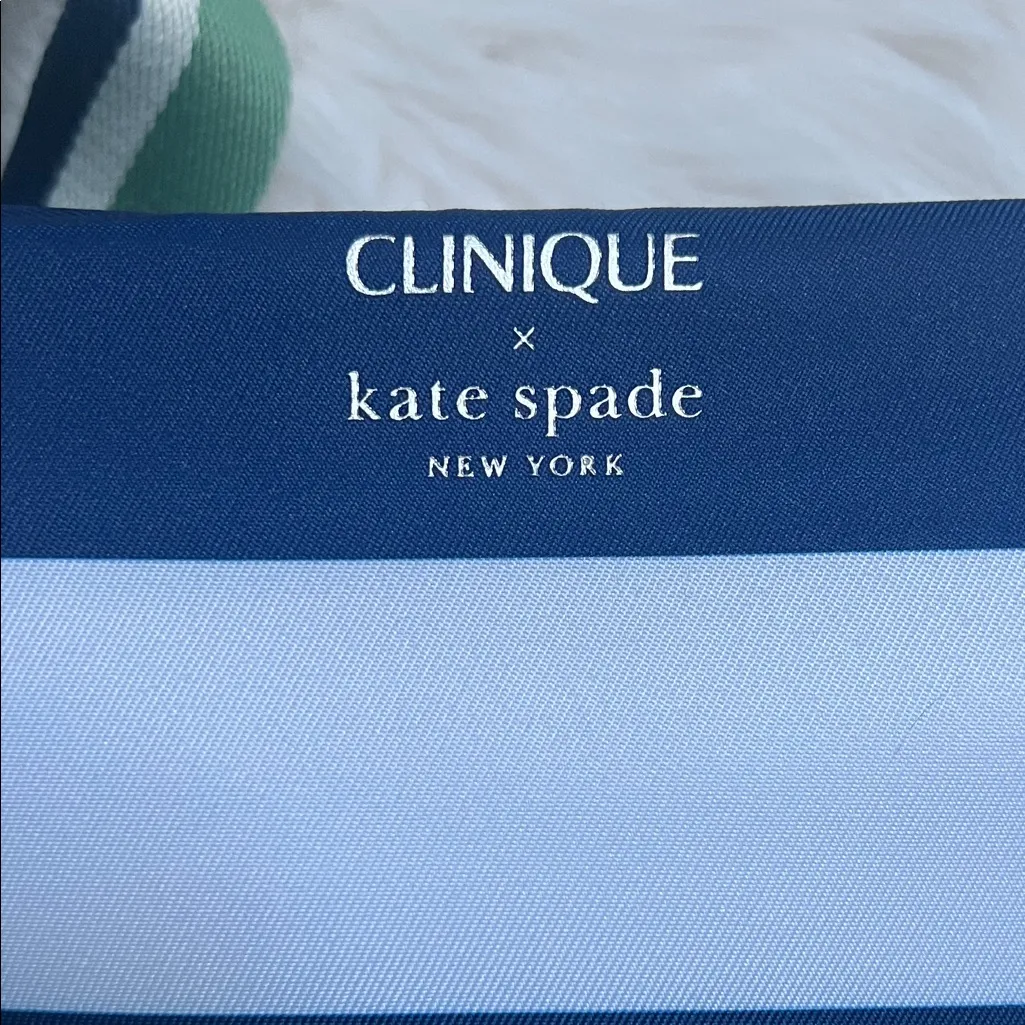 CLINIQUE
×
kate spade
NEW YORK